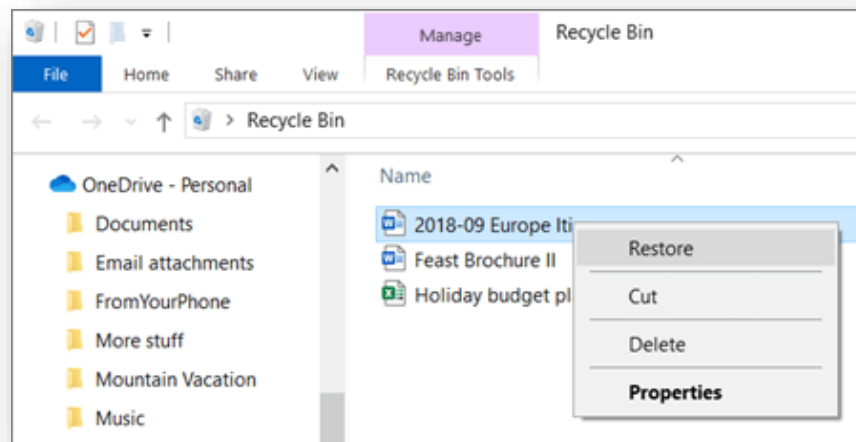 Manage
Recycle Bin
File
Home
Share
View
Recycle Bin Tools
Recycle Bin
OneDrive - Personal
Documents
Email attachments
FromYourPhone
More stuff
Mountain Vacation
Music
Name
2018-09 Europe Iti
Feast Brochure II
Holiday budget pl
Restore
Cut
Delete
Properties